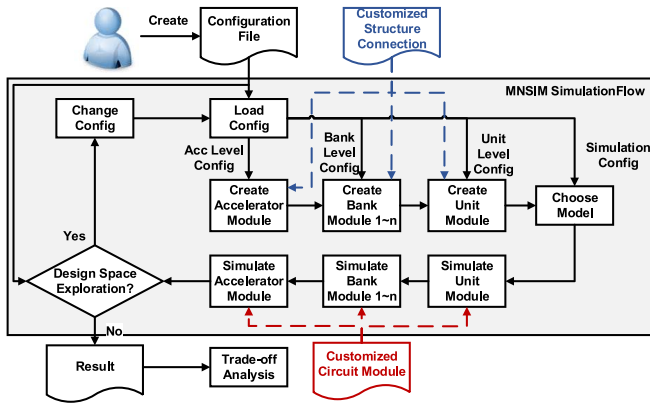 Create
Configuration
File
Customized
Structure
Connection
MNSIM SimulationFlow
Change
Config
Load
Config
Acc Level
Config
Bank
Level
Config
Unit
Level
Config
Simulation
Config
Create
Accelerator
Module
Create
Bank
Module 1~n
Create
Unit
Module
Choose
Model
Yes
Design Space
Exploration?
Simulate
Accelerator
Module
Simulate
Bank
Module 1~n
Simulate
Unit
Module
No
Result
Trade-off
Analysis
Customized
Circuit Module